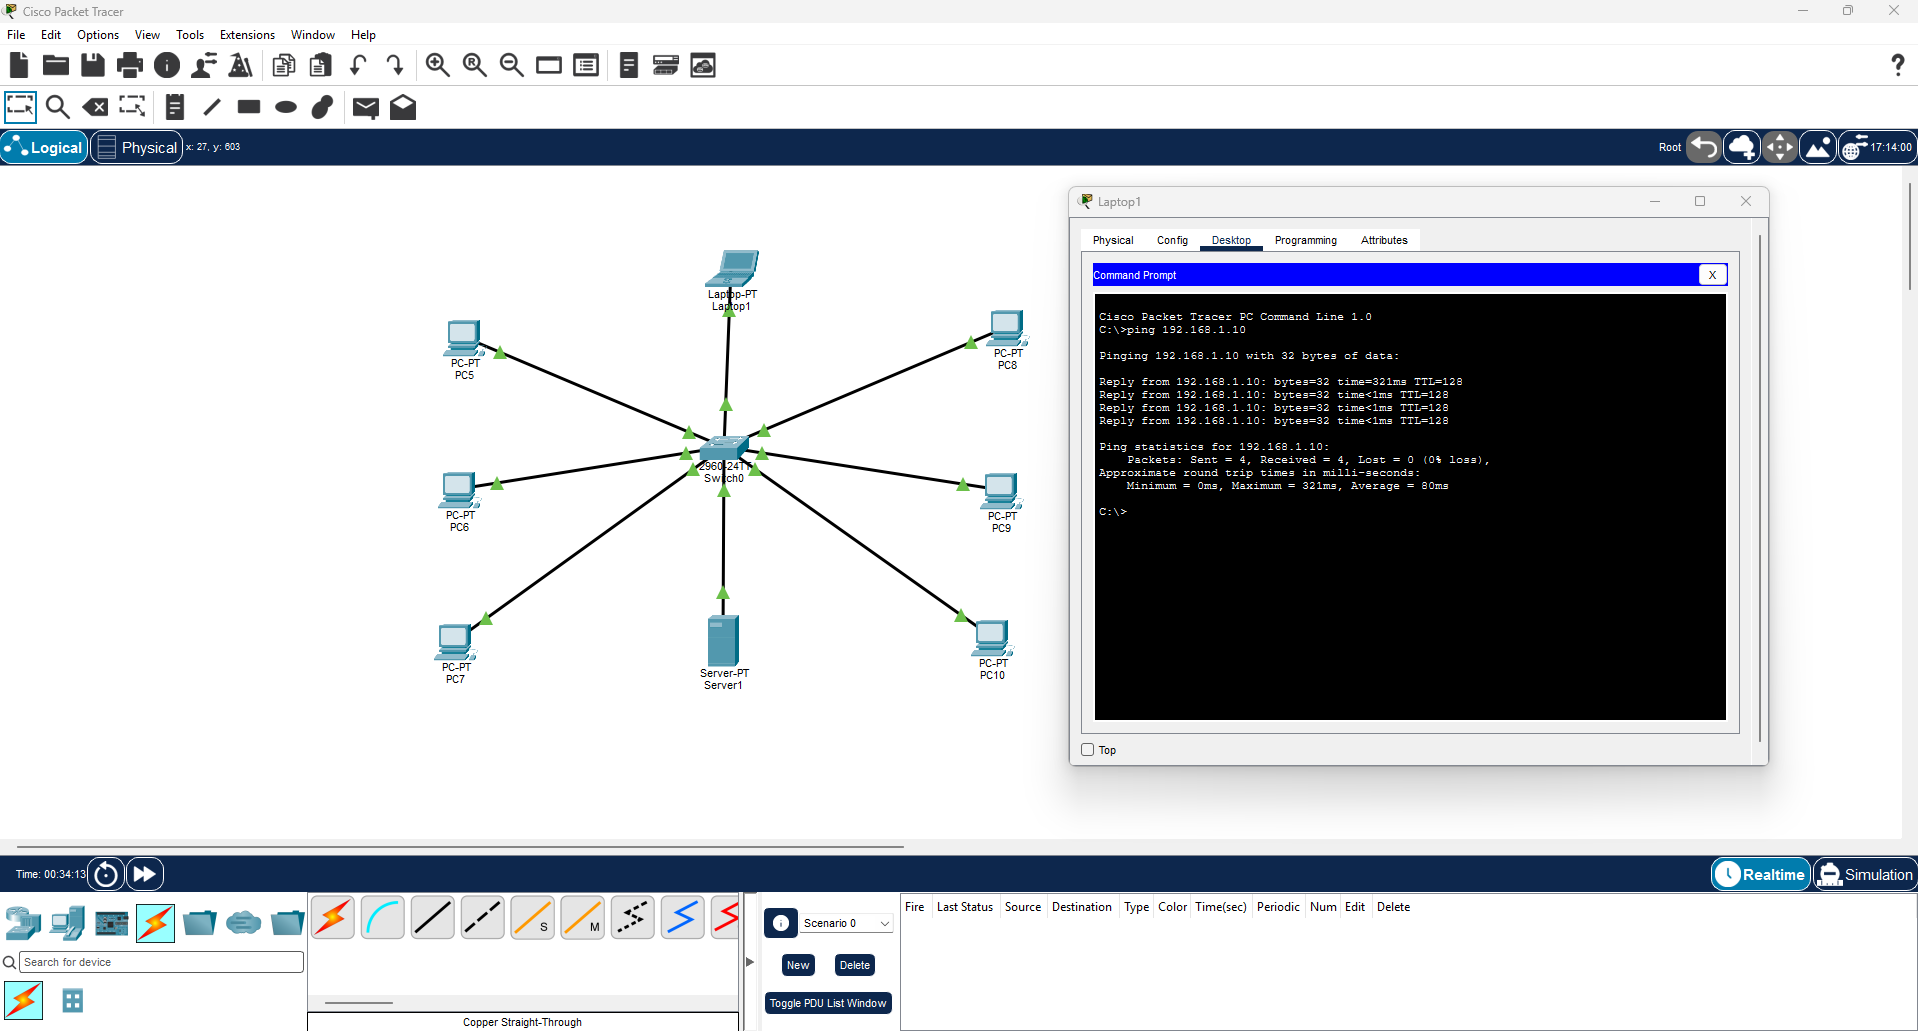 Cisco Packet Tracer
File Edit Options View Tools Extensions Window Help
Logical Physical x: 27, y: 603 Root 17:14:00
Laptop-PT
Laptop1
PC-PT
PC5
PC-PT
PC8
2960-24TT
Switch0
PC-PT
PC6
PC-PT
PC9
PC-PT
PC7
Server-PT
Server1
PC-PT
PC10
Laptop1
Physical Config Desktop Programming Attributes
Command Prompt X
Cisco Packet Tracer PC Command Line 1.0
C:\>ping 192.168.1.10
Pinging 192.168.1.10 with 32 bytes of data:
Reply from 192.168.1.10: bytes=32 time=321ms TTL=128
Reply from 192.168.1.10: bytes=32 time<1ms TTL=128
Reply from 192.168.1.10: bytes=32 time<1ms TTL=128
Reply from 192.168.1.10: bytes=32 time<1ms TTL=128
Ping statistics for 192.168.1.10:
Packets: Sent = 4, Received = 4, Lost = 0 (0% loss),
Approximate round trip times in milli-seconds:
Minimum = 0ms, Maximum = 321ms, Average = 80ms
C:\>
Top
Time: 00:34:13 Realtime Simulation
S M
Search for device
Copper Straight-Through
Scenario 0
New Delete
Toggle PDU List Window
Fire Last Status Source Destination Type Color Time(sec) Periodic Num Edit Delete